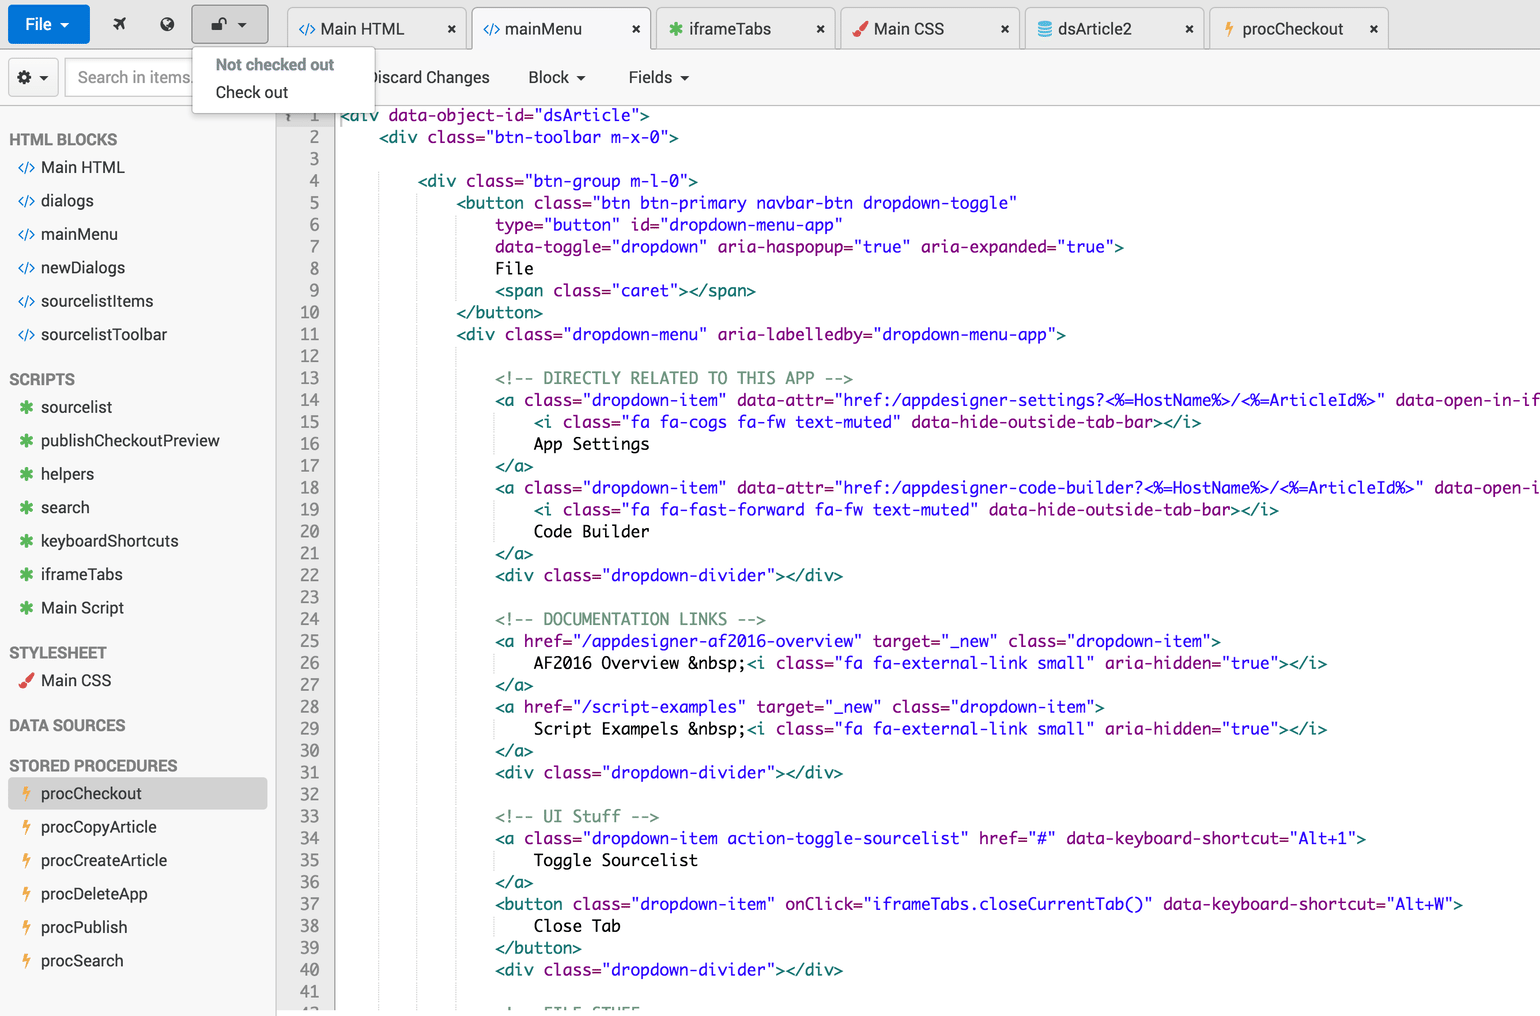 File
Main HTML ×
mainMenu ×
iframeTabs ×
Main CSS ×
dsArticle2 ×
procCheckout ×
Not checked out
Check out
Search in items.
iscard Changes
Block
Fields
HTML BLOCKS
</> Main HTML
</> dialogs
</> mainMenu
</> newDialogs
</> sourcelistItems
</> sourcelistToolbar
SCRIPTS
sourcelist
publishCheckoutPreview
helpers
search
keyboardShortcuts
iframeTabs
Main Script
STYLESHEET
Main CSS
DATA SOURCES
STORED PROCEDURES
procCheckout
procCopyArticle
procCreateArticle
procDeleteApp
procPublish
procSearch
1 <div data-object-id="dsArticle">
2 <div class="btn-toolbar m-x-0">
3
4 <div class="btn-group m-l-0">
5 <button class="btn btn-primary navbar-btn dropdown-toggle"
6 type="button" id="dropdown-menu-app"
7 data-toggle="dropdown" aria-haspopup="true" aria-expanded="true">
8 File
9 <span class="caret"></span>
10 </button>
11 <div class="dropdown-menu" aria-labelledby="dropdown-menu-app">
12
13 <!-- DIRECTLY RELATED TO THIS APP -->
14 <a class="dropdown-item" data-attr="href:/appdesigner-settings?<%=HostName%>/<%=ArticleId%>" data-open-in-if
15 <i class="fa fa-cogs fa-fw text-muted" data-hide-outside-tab-bar></i>
16 App Settings
17 </a>
18 <a class="dropdown-item" data-attr="href:/appdesigner-code-builder?<%=HostName%>/<%=ArticleId%>" data-open-i
19 <i class="fa fa-fast-forward fa-fw text-muted" data-hide-outside-tab-bar></i>
20 Code Builder
21 </a>
22 <div class="dropdown-divider"></div>
23
24 <!-- DOCUMENTATION LINKS -->
25 <a href="/appdesigner-af2016-overview" target="_new" class="dropdown-item">
26 AF2016 Overview &nbsp;<i class="fa fa-external-link small" aria-hidden="true"></i>
27 </a>
28 <a href="/script-examples" target="_new" class="dropdown-item">
29 Script Exampels &nbsp;<i class="fa fa-external-link small" aria-hidden="true"></i>
30 </a>
31 <div class="dropdown-divider"></div>
32
33 <!-- UI Stuff -->
34 <a class="dropdown-item action-toggle-sourcelist" href="#" data-keyboard-shortcut="Alt+1">
35 Toggle Sourcelist
36 </a>
37 <button class="dropdown-item" onClick="iframeTabs.closeCurrentTab()" data-keyboard-shortcut="Alt+W">
38 Close Tab
39 </button>
40 <div class="dropdown-divider"></div>
41